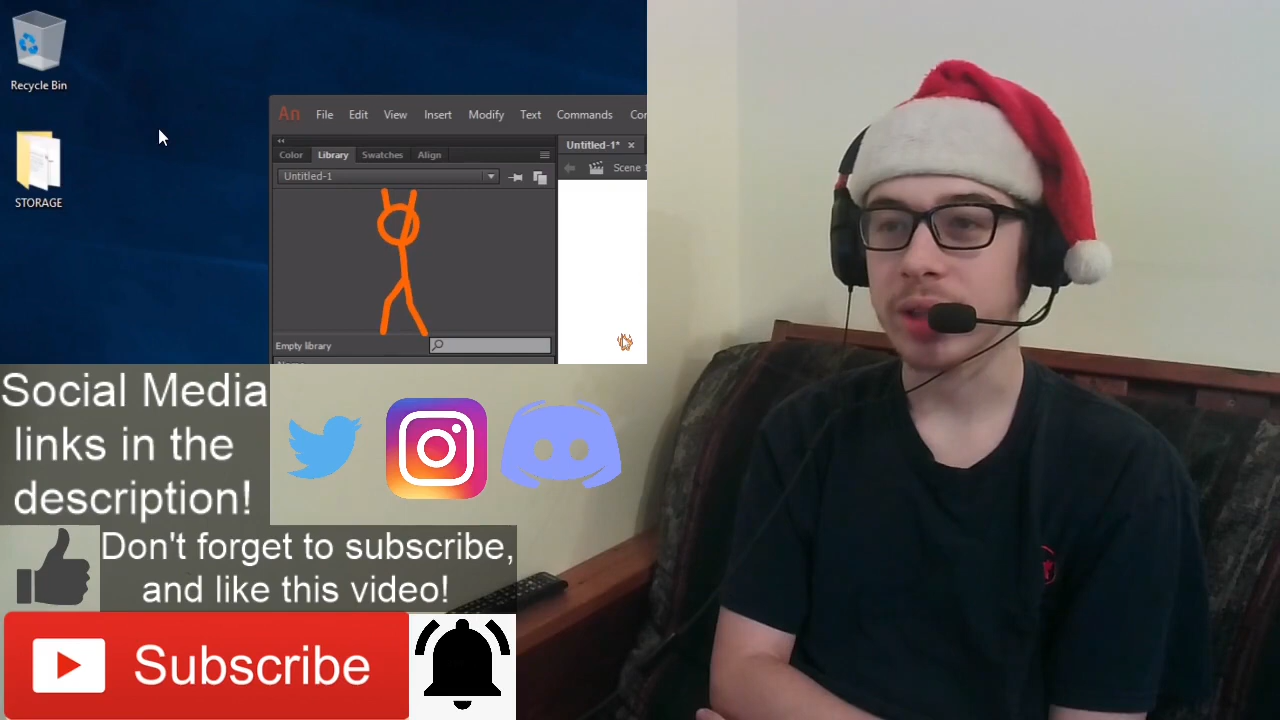 Recycle Bin
STORAGE
An File Edit View Insert Modify Text Commands
Color Library Swatches Align
Untitled-1
Untitled-1*
Scene
Empty library
Social Media
links in the
description!
Don't forget to subscribe,
and like this video!
Subscribe